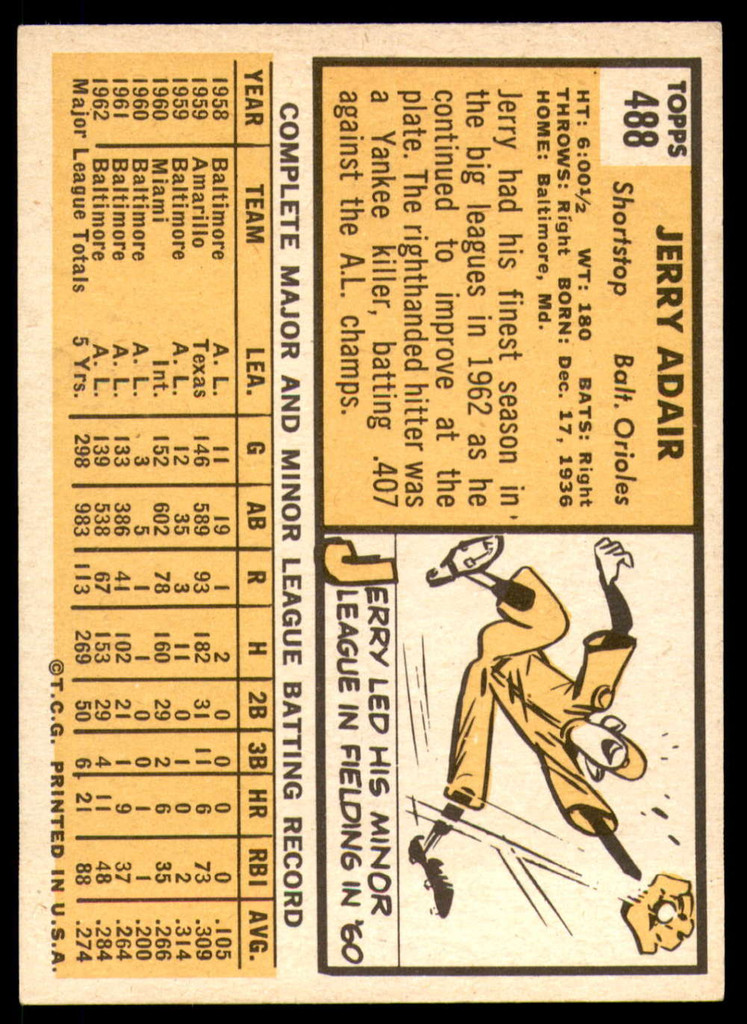 TOPPS
488
JERRY ADAIR
Shortstop Balt. Orioles
HT: 6:00½ WT: 180 BATS: Right
THROWS: Right BORN: Dec. 17, 1936
HOME: Baltimore, Md.
Jerry had his finest season in
the big leagues in 1962 as he
continued to improve at the
plate. The righthanded hitter was
a Yankee killer, batting .407
against the A.L. champs.
JERRY LED HIS MINOR
LEAGUE IN FIELDING IN '60
COMPLETE MAJOR AND MINOR LEAGUE BATTING RECORD
YEAR TEAM LEA. G AB R H 2B 3B HR RBI AVG.
1958 Baltimore A.L. 11 19 1 2 0 0 0 0 .105
1959 Amarillo Texas 146 589 93 182 31 11 6 73 .309
1959 Baltimore A.L. 12 35 3 11 0 1 0 2 .314
1960 Miami Int. 152 602 78 160 29 2 6 35 .266
1960 Baltimore A.L. 3 5 1 1 0 0 1 1 .200
1961 Baltimore A.L. 133 386 41 102 21 1 9 37 .264
1962 Baltimore A.L. 139 538 67 153 29 4 11 48 .284
Major League Totals 5 Yrs. 298 983 113 269 50 6 21 88 .274
©T.C.G. PRINTED IN U.S.A.